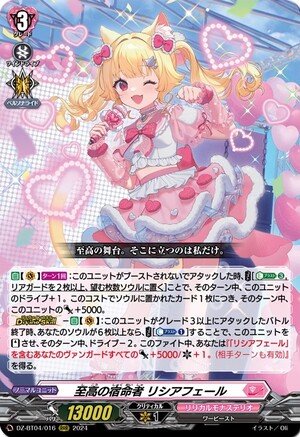 3
グレード
ツインドライブ
ペルソナライド
至高の舞台。そこに立つのは私だけ。
【自】【(V)】【ターン1回】:このユニットがブーストされないでアタックした時、
リアガードを2枚以上、望む枚数ソウルに置くことで、そのターン中、このユニット
のドライブ+1。このコストでソウルに置かれたカード1枚につき、そのターン中、
このユニットの+5000。
【自】【(V)】:このユニットがグレード3以上にアタックしたバトル
終了時、あなたのソウルが6枚以上なら、
ことで、そのターン中、このユニットを
する。このファイト中、あなたは『「リシアフェール」
を含むあなたのヴァンガードすべての+5000/+1。(相手ターンも有効)』
を得る。
ノーマルユニット
至高の宿命者 リシアフェール
13000
クリティカル
1
リリカルモナステリオ
ワービースト
DZ-BT04/016 RRR 2024
イラスト/